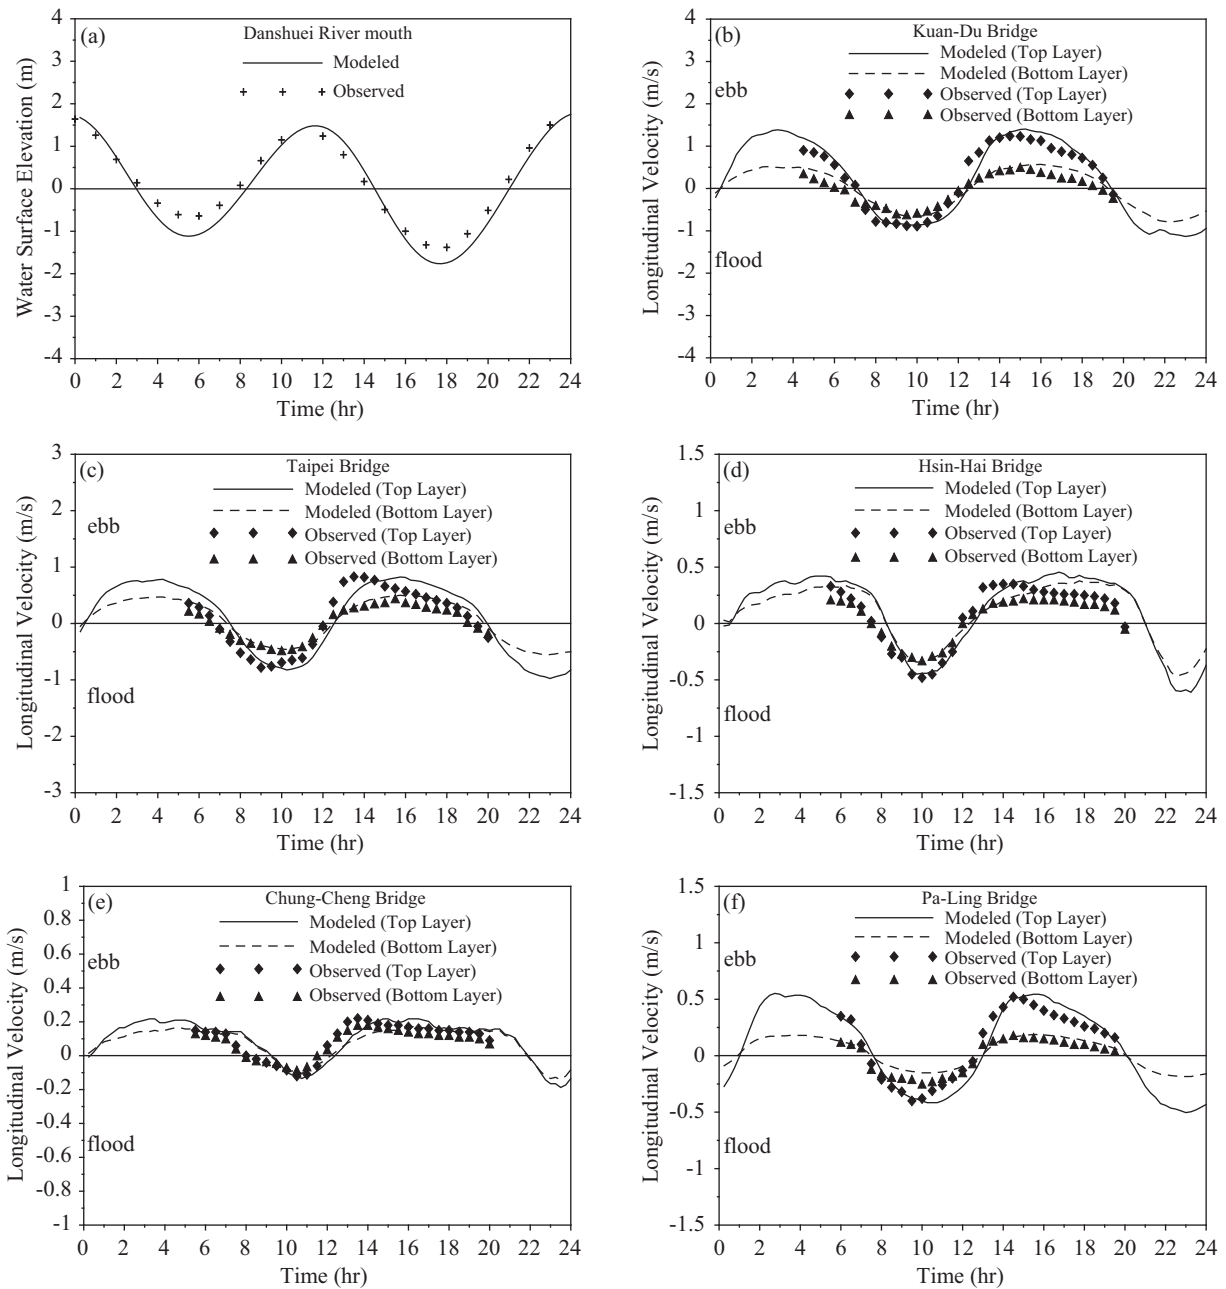 (a)
Danshuei River mouth
Modeled
Observed
Water Surface Elevation (m)
4
3
2
1
0
-1
-2
-3
-4
0 2 4 6 8 10 12 14 16 18 20 22 24
Time (hr)
(b)
Kuan-Du Bridge
Modeled (Top Layer)
Modeled (Bottom Layer)
Observed (Top Layer)
Observed (Bottom Layer)
ebb
flood
Longitudinal Velocity (m/s)
4
3
2
1
0
-1
-2
-3
-4
0 2 4 6 8 10 12 14 16 18 20 22 24
Time (hr)
(c)
Taipei Bridge
Modeled (Top Layer)
Modeled (Bottom Layer)
Observed (Top Layer)
Observed (Bottom Layer)
ebb
flood
Longitudinal Velocity (m/s)
3
2
1
0
-1
-2
-3
0 2 4 6 8 10 12 14 16 18 20 22 24
Time (hr)
(d)
Hsin-Hai Bridge
Modeled (Top Layer)
Modeled (Bottom Layer)
Observed (Top Layer)
Observed (Bottom Layer)
ebb
flood
Longitudinal Velocity (m/s)
1.5
1
0.5
0
-0.5
-1
-1.5
0 2 4 6 8 10 12 14 16 18 20 22 24
Time (hr)
(e)
Chung-Cheng Bridge
Modeled (Top Layer)
Modeled (Bottom Layer)
Observed (Top Layer)
Observed (Bottom Layer)
ebb
flood
Longitudinal Velocity (m/s)
1
0.8
0.6
0.4
0.2
0
-0.2
-0.4
-0.6
-0.8
-1
0 2 4 6 8 10 12 14 16 18 20 22 24
Time (hr)
(f)
Pa-Ling Bridge
Modeled (Top Layer)
Modeled (Bottom Layer)
Observed (Top Layer)
Observed (Bottom Layer)
ebb
flood
Longitudinal Velocity (m/s)
1.5
1
0.5
0
-0.5
-1
-1.5
0 2 4 6 8 10 12 14 16 18 20 22 24
Time (hr)